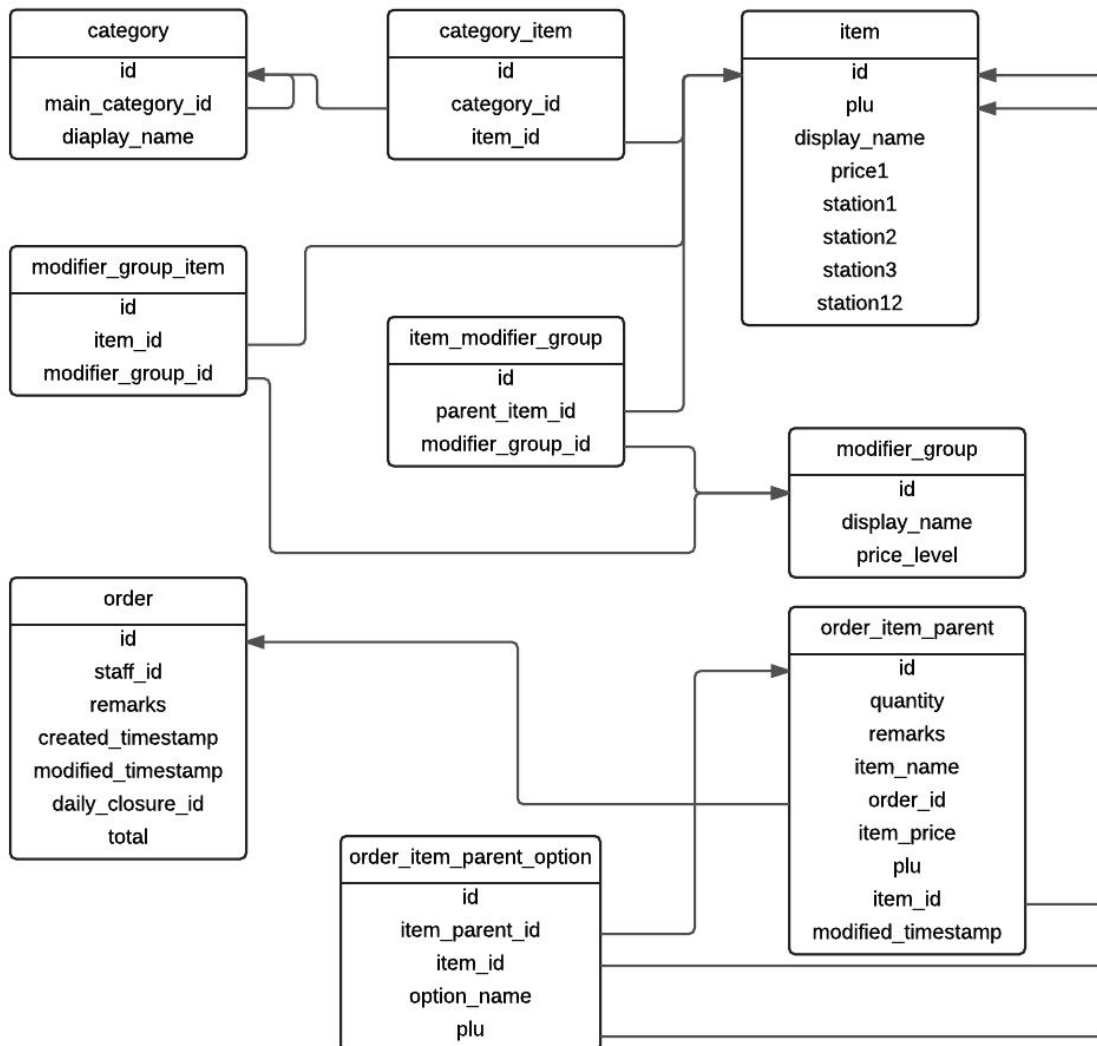 category
id
main_category_id
diaplay_name
category_item
id
category_id
item_id
item
id
plu
display_name
price1
station1
station2
station3
station12
modifier_group_item
id
item_id
modifier_group_id
item_modifier_group
id
parent_item_id
modifier_group_id
modifier_group
id
display_name
price_level
order
id
staff_id
remarks
created_timestamp
modified_timestamp
daily_closure_id
total
order_item_parent
id
quantity
remarks
item_name
order_id
item_price
plu
item_id
modified_timestamp
order_item_parent_option
id
item_parent_id
item_id
option_name
plu